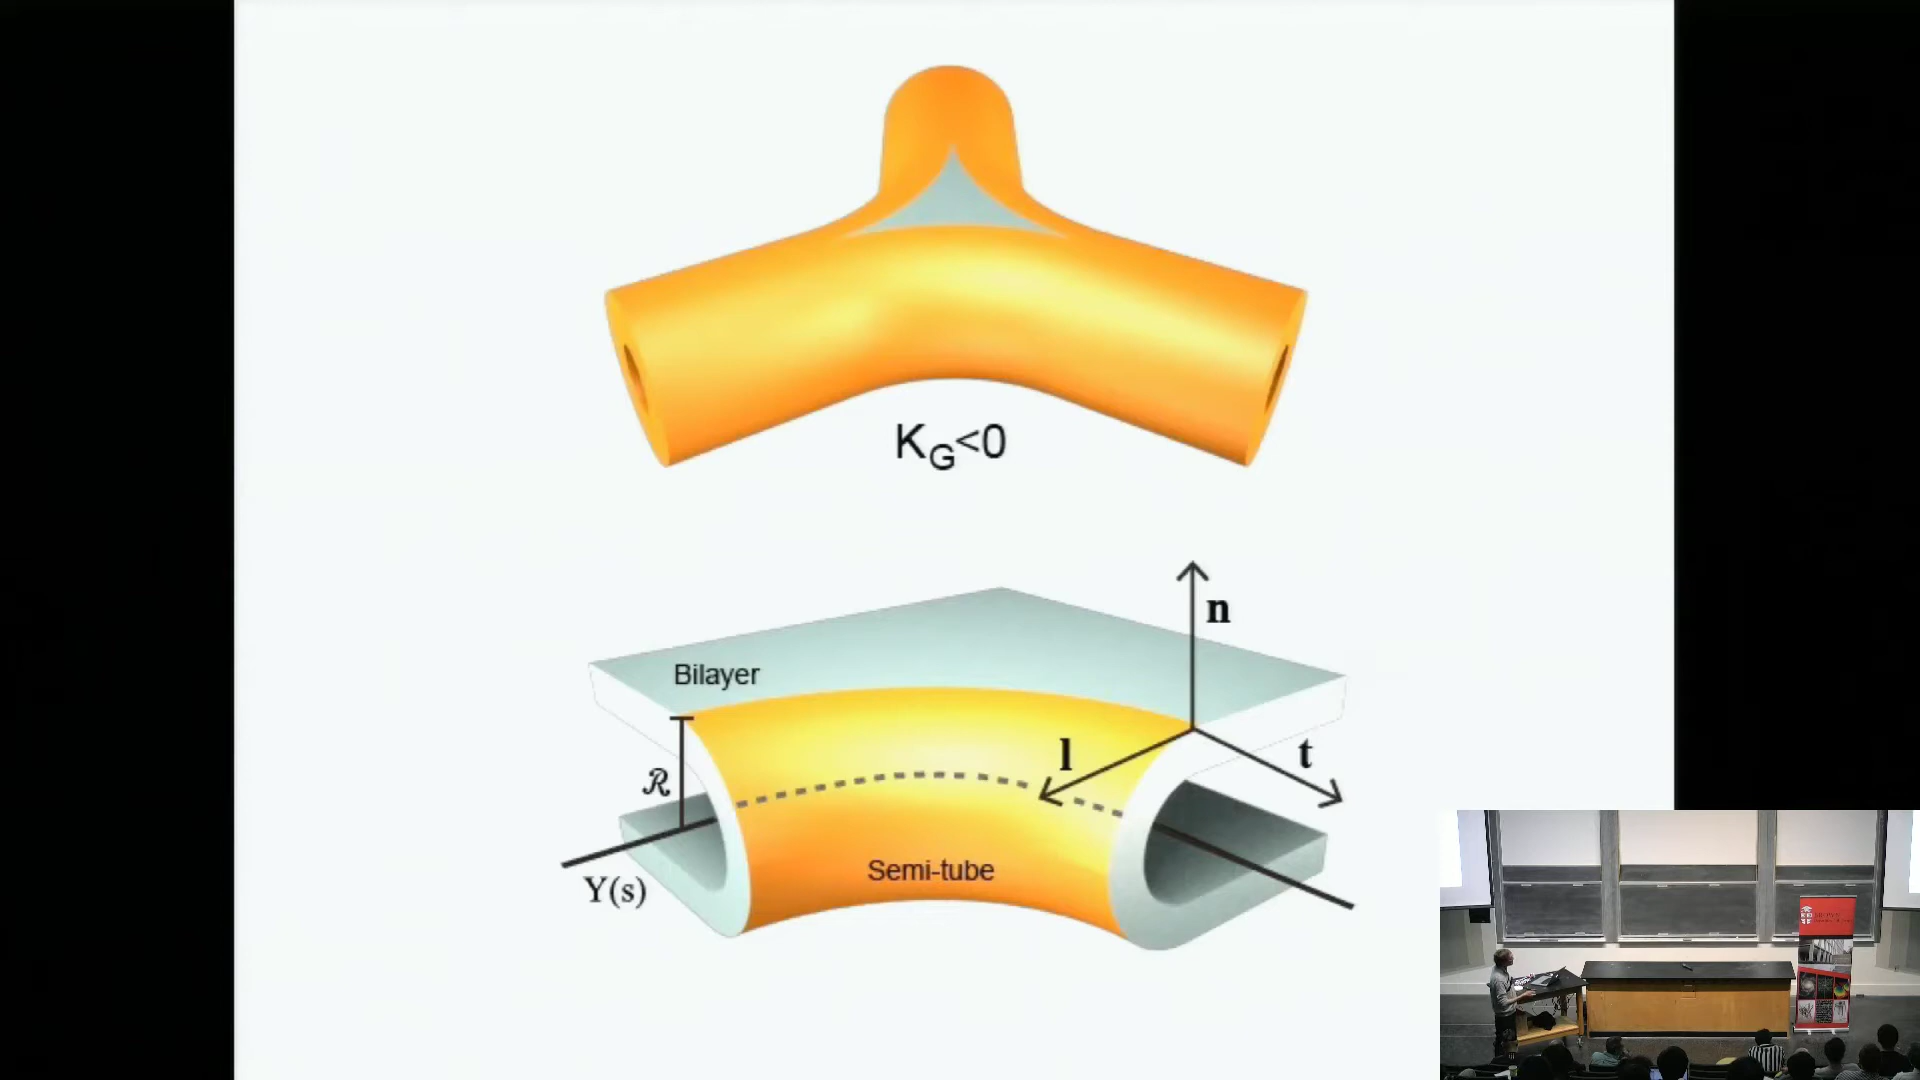 K_G<0
n
Bilayer
l
t
ℛ
Semi-tube
Y(s)